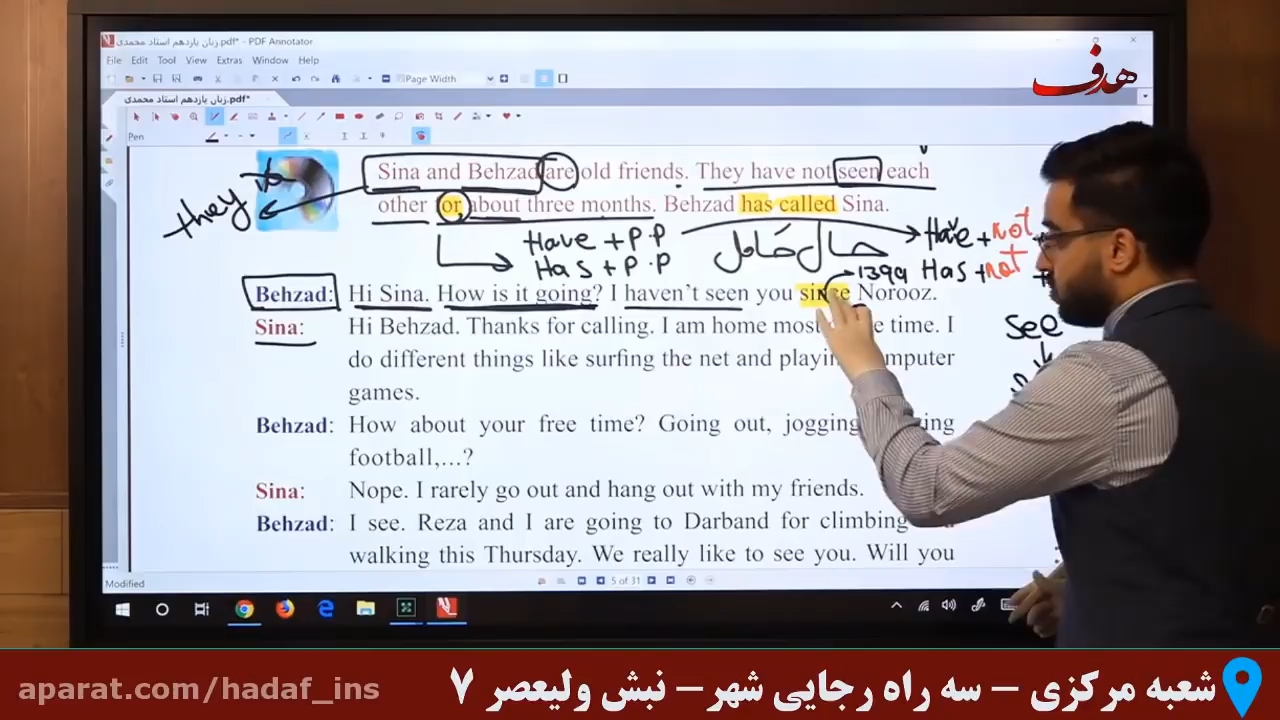 زبان یازدهم استاد محمدی.pdf* - PDF Annotator
File Edit Tool View Extras Window Help
هدف
Page Width
زبان یازدهم استاد محمدی.pdf*
Pen
Sina and Behzad are old friends. They have not seen each
they
other for about three months. Behzad has called Sina.
Have + P.P
Has + P.P
حال کامل
Have + not
Has + not
1399
Behzad: Hi Sina. How is it going? I haven't seen you since Norooz.
Sina: Hi Behzad. Thanks for calling. I am home most time. I
see
do different things like surfing the net and playing computer
games.
Behzad: How about your free time? Going out, jogging,
football,...?
Sina: Nope. I rarely go out and hang out with my friends.
Behzad: I see. Reza and I are going to Darband for climbing
walking this Thursday. We really like to see you. Will you
Modified
5 of 31
aparat.com/hadaf_ins
شعبه مرکزی – سه راه رجایی شهر – نبش ولیعصر ۷